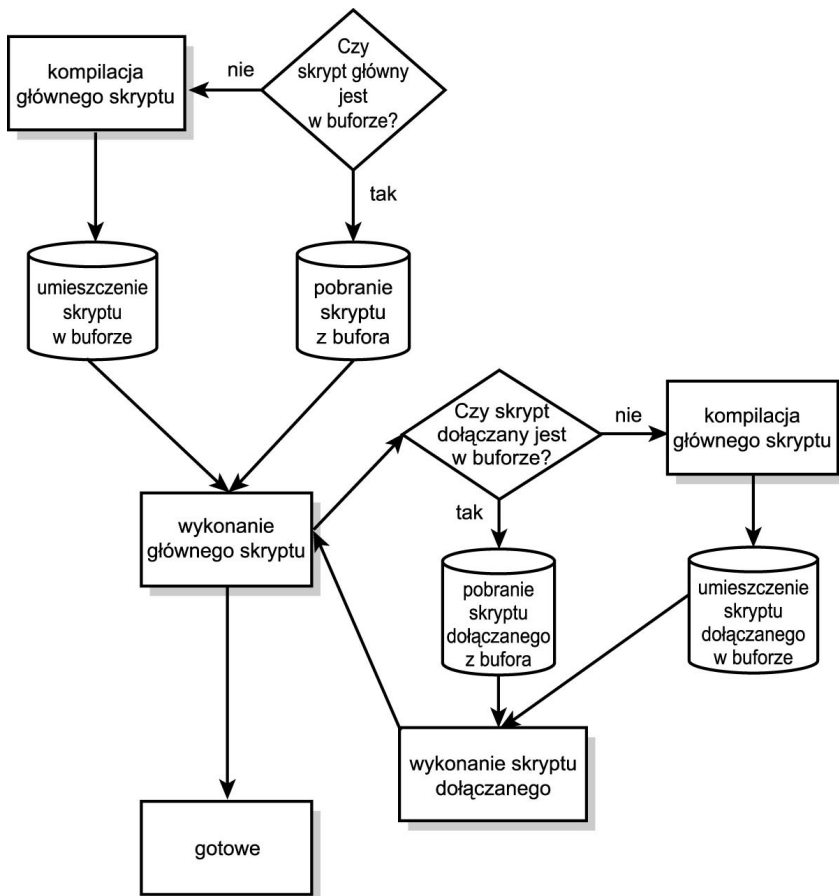 Czy
skrypt główny
jest
w buforze?
nie
kompilacja
głównego skryptu
tak
umieszczenie
skryptu
w buforze
pobranie
skryptu
z bufora
Czy skrypt
dołączany jest
w buforze?
nie
kompilacja
głównego skryptu
tak
wykonanie
głównego skryptu
pobranie
skryptu
dołączanego
z bufora
umieszczenie
skryptu
dołączanego
w buforze
wykonanie skryptu
dołączanego
gotowe